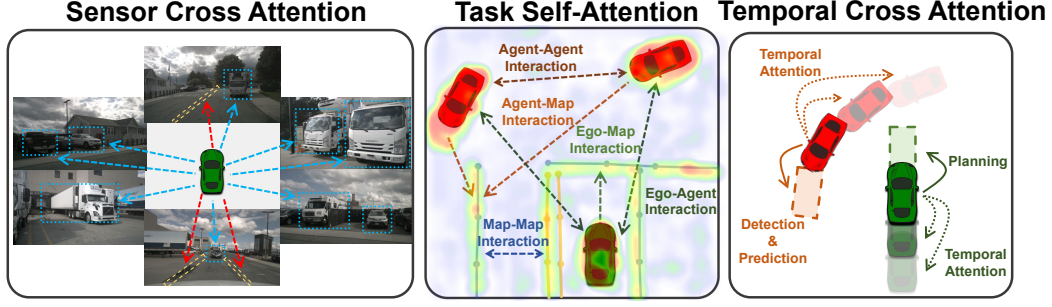 Sensor Cross Attention
Task Self-Attention
Temporal Cross Attention
Agent-Agent
Interaction
Agent-Map
Interaction
Ego-Map
Interaction
Ego-Agent
Interaction
Map-Map
Interaction
Temporal
Attention
Planning
Detection
&
Prediction
Temporal
Attention